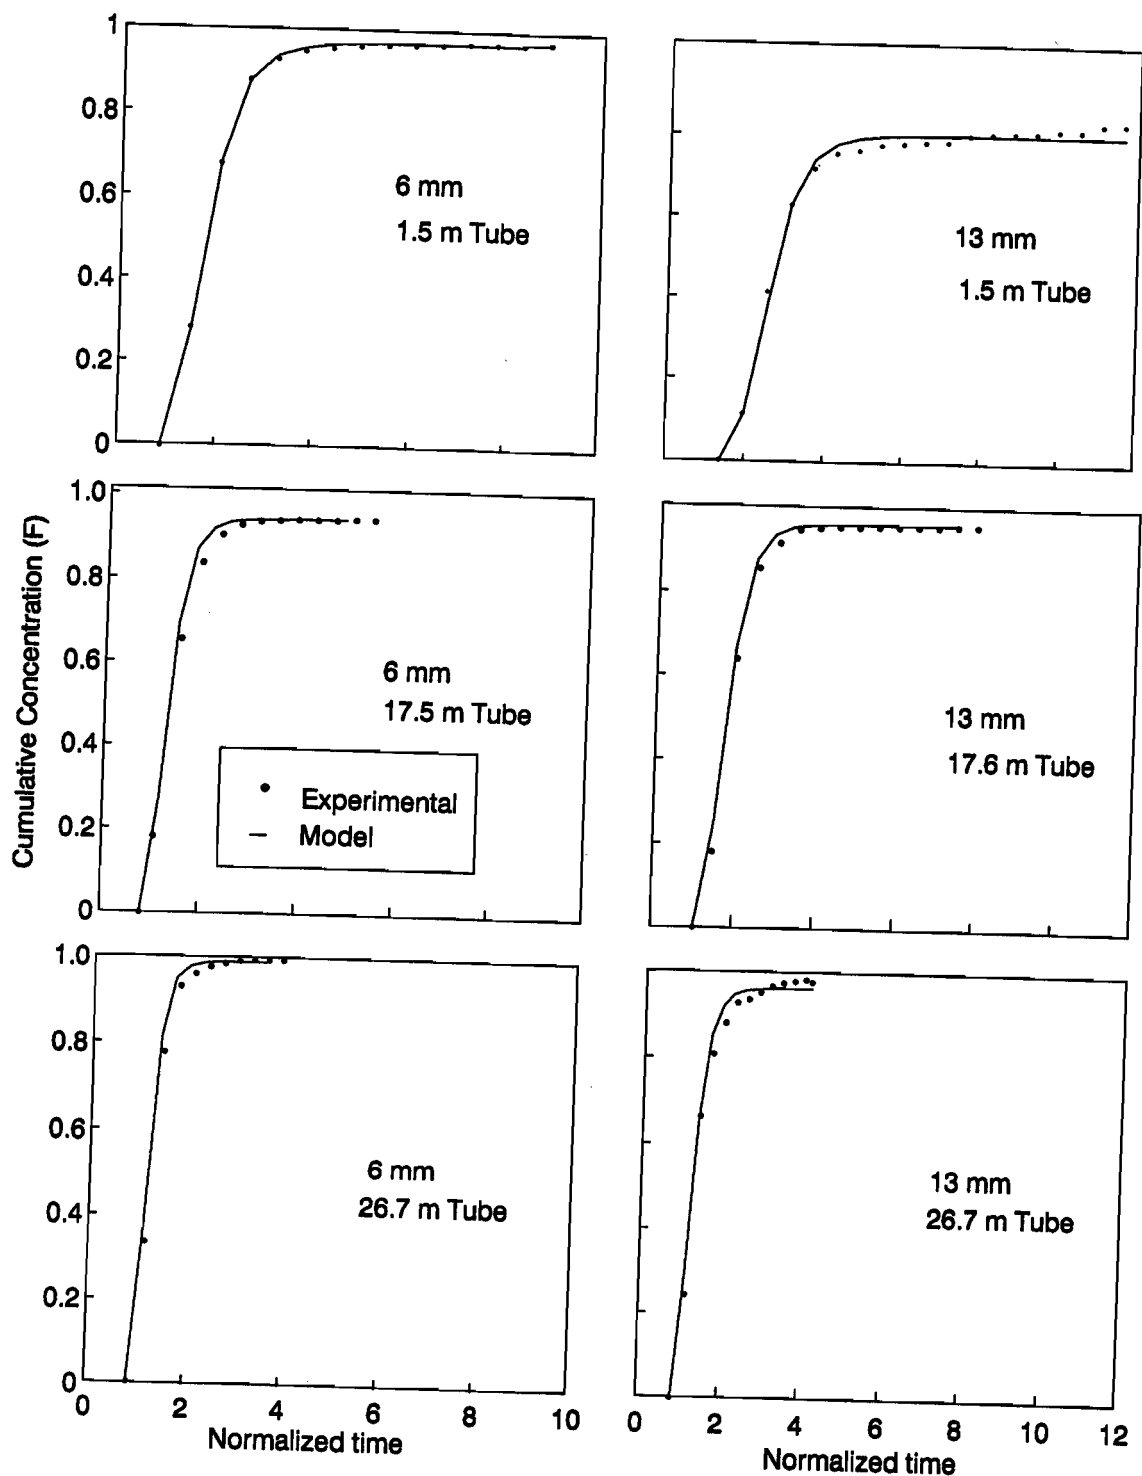 1
0.8
0.6
0.4
0.2
0
6 mm
1.5 m Tube
13 mm
1.5 m Tube
Cumulative Concentration (F)
1.0
0.8
0.6
0.4
0.2
0
6 mm
17.5 m Tube
Experimental
Model
13 mm
17.6 m Tube
1.0
0.8
0.6
0.4
0.2
0
6 mm
26.7 m Tube
0 2 4 6 8 10
Normalized time
13 mm
26.7 m Tube
0 2 4 6 8 10 12
Normalized time